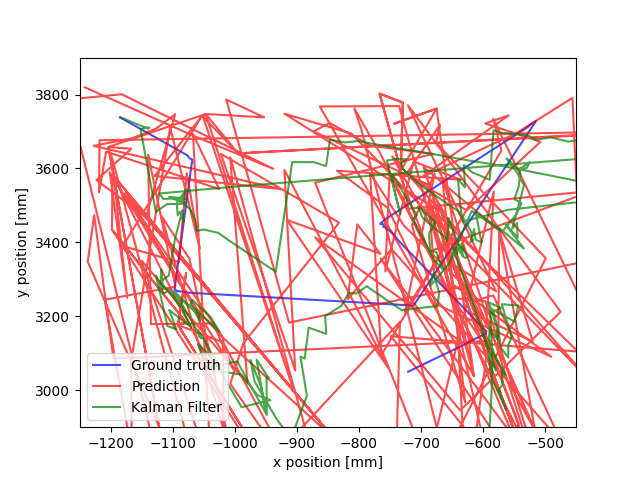 3800
3600
3400
3200
3000
y position [mm]
Ground truth
Prediction
Kalman Filter
−1200 −1100 −1000 −900 −800 −700 −600 −500
x position [mm]